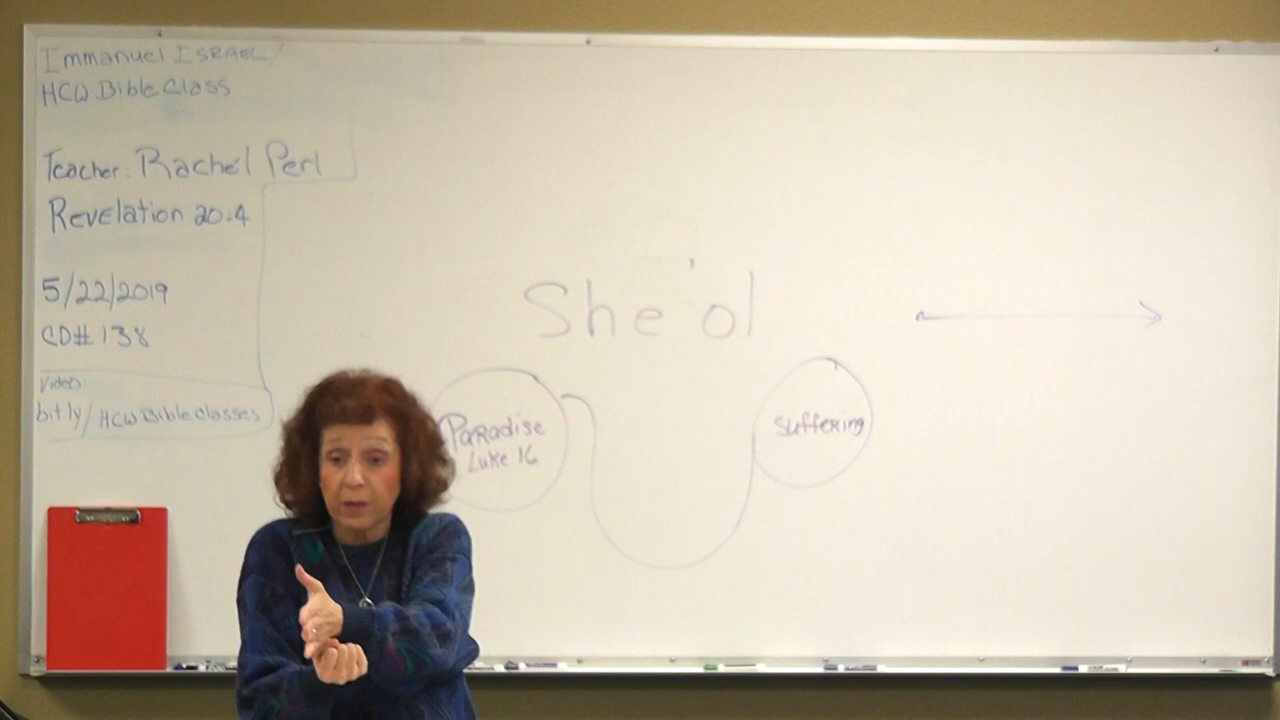 Immanuel ISRAEL/
HCW Bible Class
Teacher: Rache'l Perl
Revelation 20:4
5/22/2019
CD# 138
Video:
bit.ly/HCWBibleClasses
She'ol
Paradise
Luke 16
Suffering